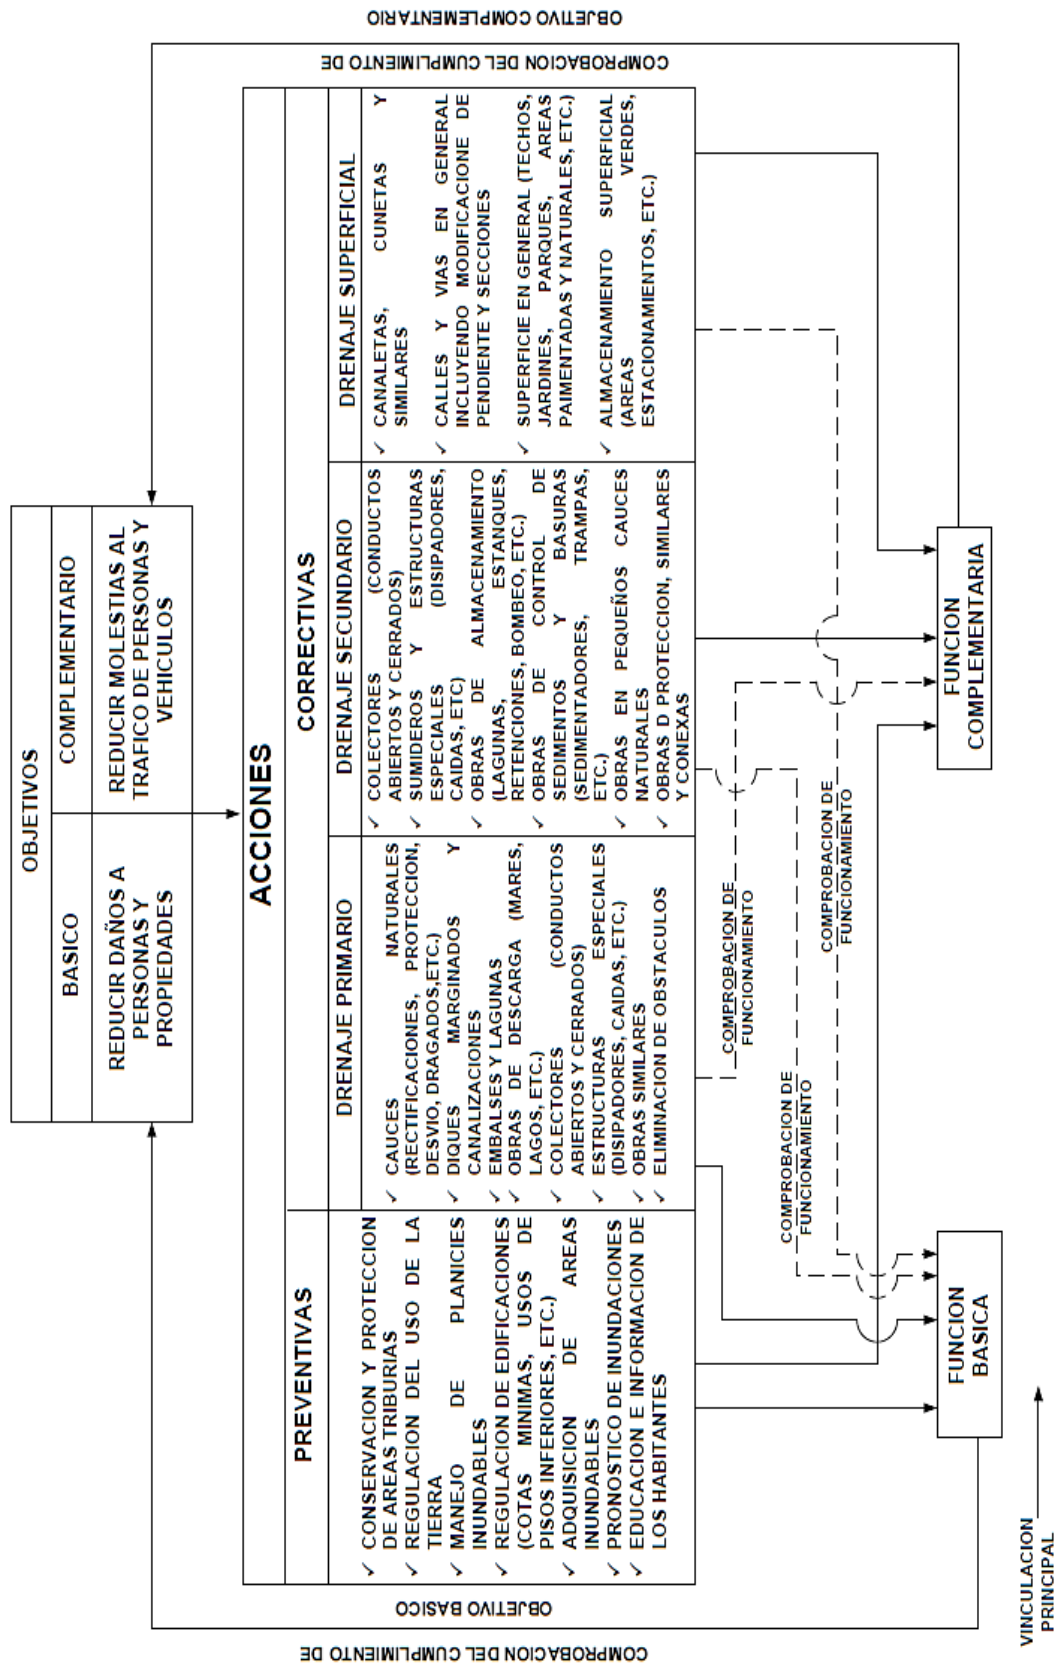 OBJETIVOS
BASICO
COMPLEMENTARIO
REDUCIR DAÑOS A
PERSONAS Y
PROPIEDADES
REDUCIR MOLESTIAS AL
TRAFICO DE PERSONAS Y
VEHICULOS
ACCIONES
PREVENTIVAS
CORRECTIVAS
DRENAJE PRIMARIO
DRENAJE SECUNDARIO
DRENAJE SUPERFICIAL
✓ CONSERVACION Y PROTECCION
DE AREAS TRIBURIAS
✓ REGULACION DEL USO DE LA
TIERRA
✓ MANEJO DE PLANICIES
INUNDABLES
✓ REGULACION DE EDIFICACIONES
(COTAS MINIMAS, USOS DE
PISOS INFERIORES, ETC.)
✓ ADQUISICION DE AREAS
INUNDABLES
✓ PRONOSTICO DE INUNDACIONES
✓ EDUCACION E INFORMACION DE
LOS HABITANTES
✓ CAUCES NATURALES
(RECTIFICACIONES, PROTECCION,
DESVIO, DRAGADOS,ETC.)
✓ DIQUES MARGINADOS Y
CANALIZACIONES
✓ EMBALSES Y LAGUNAS
✓ OBRAS DE DESCARGA (MARES,
LAGOS, ETC.)
✓ COLECTORES (CONDUCTOS
ABIERTOS Y CERRADOS)
✓ ESTRUCTURAS ESPECIALES
(DISIPADORES, CAIDAS, ETC.)
✓ OBRAS SIMILARES
✓ ELIMINACION DE OBSTACULOS
✓ COLECTORES (CONDUCTOS
ABIERTOS Y CERRADOS)
✓ SUMIDEROS Y ESTRUCTURAS
ESPECIALES (DISIPADORES,
CAIDAS, ETC)
✓ OBRAS DE ALMACENAMIENTO
(LAGUNAS, ESTANQUES,
RETENCIONES, BOMBEO, ETC.)
✓ OBRAS DE CONTROL DE
SEDIMENTOS Y BASURAS
(SEDIMENTADORES, TRAMPAS,
ETC.)
✓ OBRAS EN PEQUEÑOS CAUCES
NATURALES
✓ OBRAS D PROTECCION, SIMILARES
Y CONEXAS
✓ CANALETAS, CUNETAS Y
SIMILARES
✓ CALLES Y VIAS EN GENERAL
INCLUYENDO MODIFICACIONE DE
PENDIENTE Y SECCIONES
✓ SUPERFICIE EN GENERAL (TECHOS,
JARDINES, PARQUES, AREAS
PAIMENTADAS Y NATURALES, ETC.)
✓ ALMACENAMIENTO SUPERFICIAL
(AREAS VERDES,
ESTACIONAMIENTOS, ETC.)
COMPROBACION DEL CUMPLIMIENTO DE
OBJETIVO BASICO
COMPROBACION DEL CUMPLIMIENTO DE
OBJETIVO COMPLEMENTARIO
COMPROBACION DE
FUNCIONAMIENTO
COMPROBACION DE
FUNCIONAMIENTO
COMPROBACION DE
FUNCIONAMIENTO
FUNCION
BASICA
FUNCION
COMPLEMENTARIA
VINCULACION
PRINCIPAL